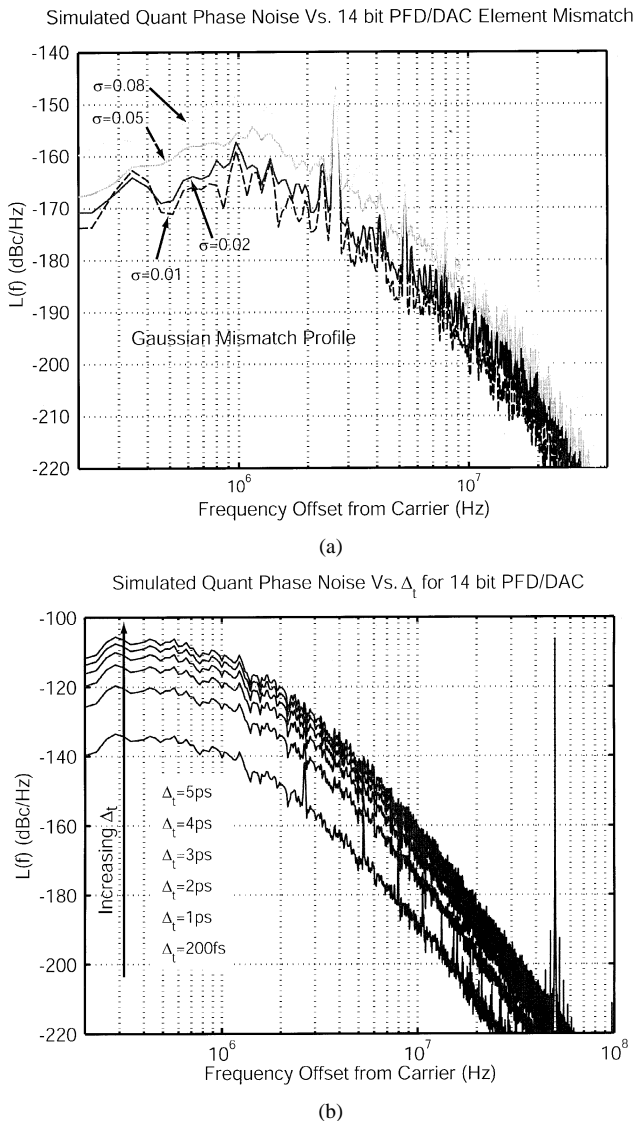 Simulated Quant Phase Noise Vs. 14 bit PFD/DAC Element Mismatch
-140
-150
-160
-170
-180
-190
-200
-210
-220
L(f) (dBc/Hz)
σ=0.08
σ=0.05
σ=0.02
σ=0.01
Gaussian Mismatch Profile
10^6
10^7
Frequency Offset from Carrier (Hz)
(a)
Simulated Quant Phase Noise Vs. Δt for 14 bit PFD/DAC
-100
-120
-140
-160
-180
-200
-220
L(f) (dBc/Hz)
Increasing Δt
Δt=5ps
Δt=4ps
Δt=3ps
Δt=2ps
Δt=1ps
Δt=200fs
10^6
10^7
10^8
Frequency Offset from Carrier (Hz)
(b)